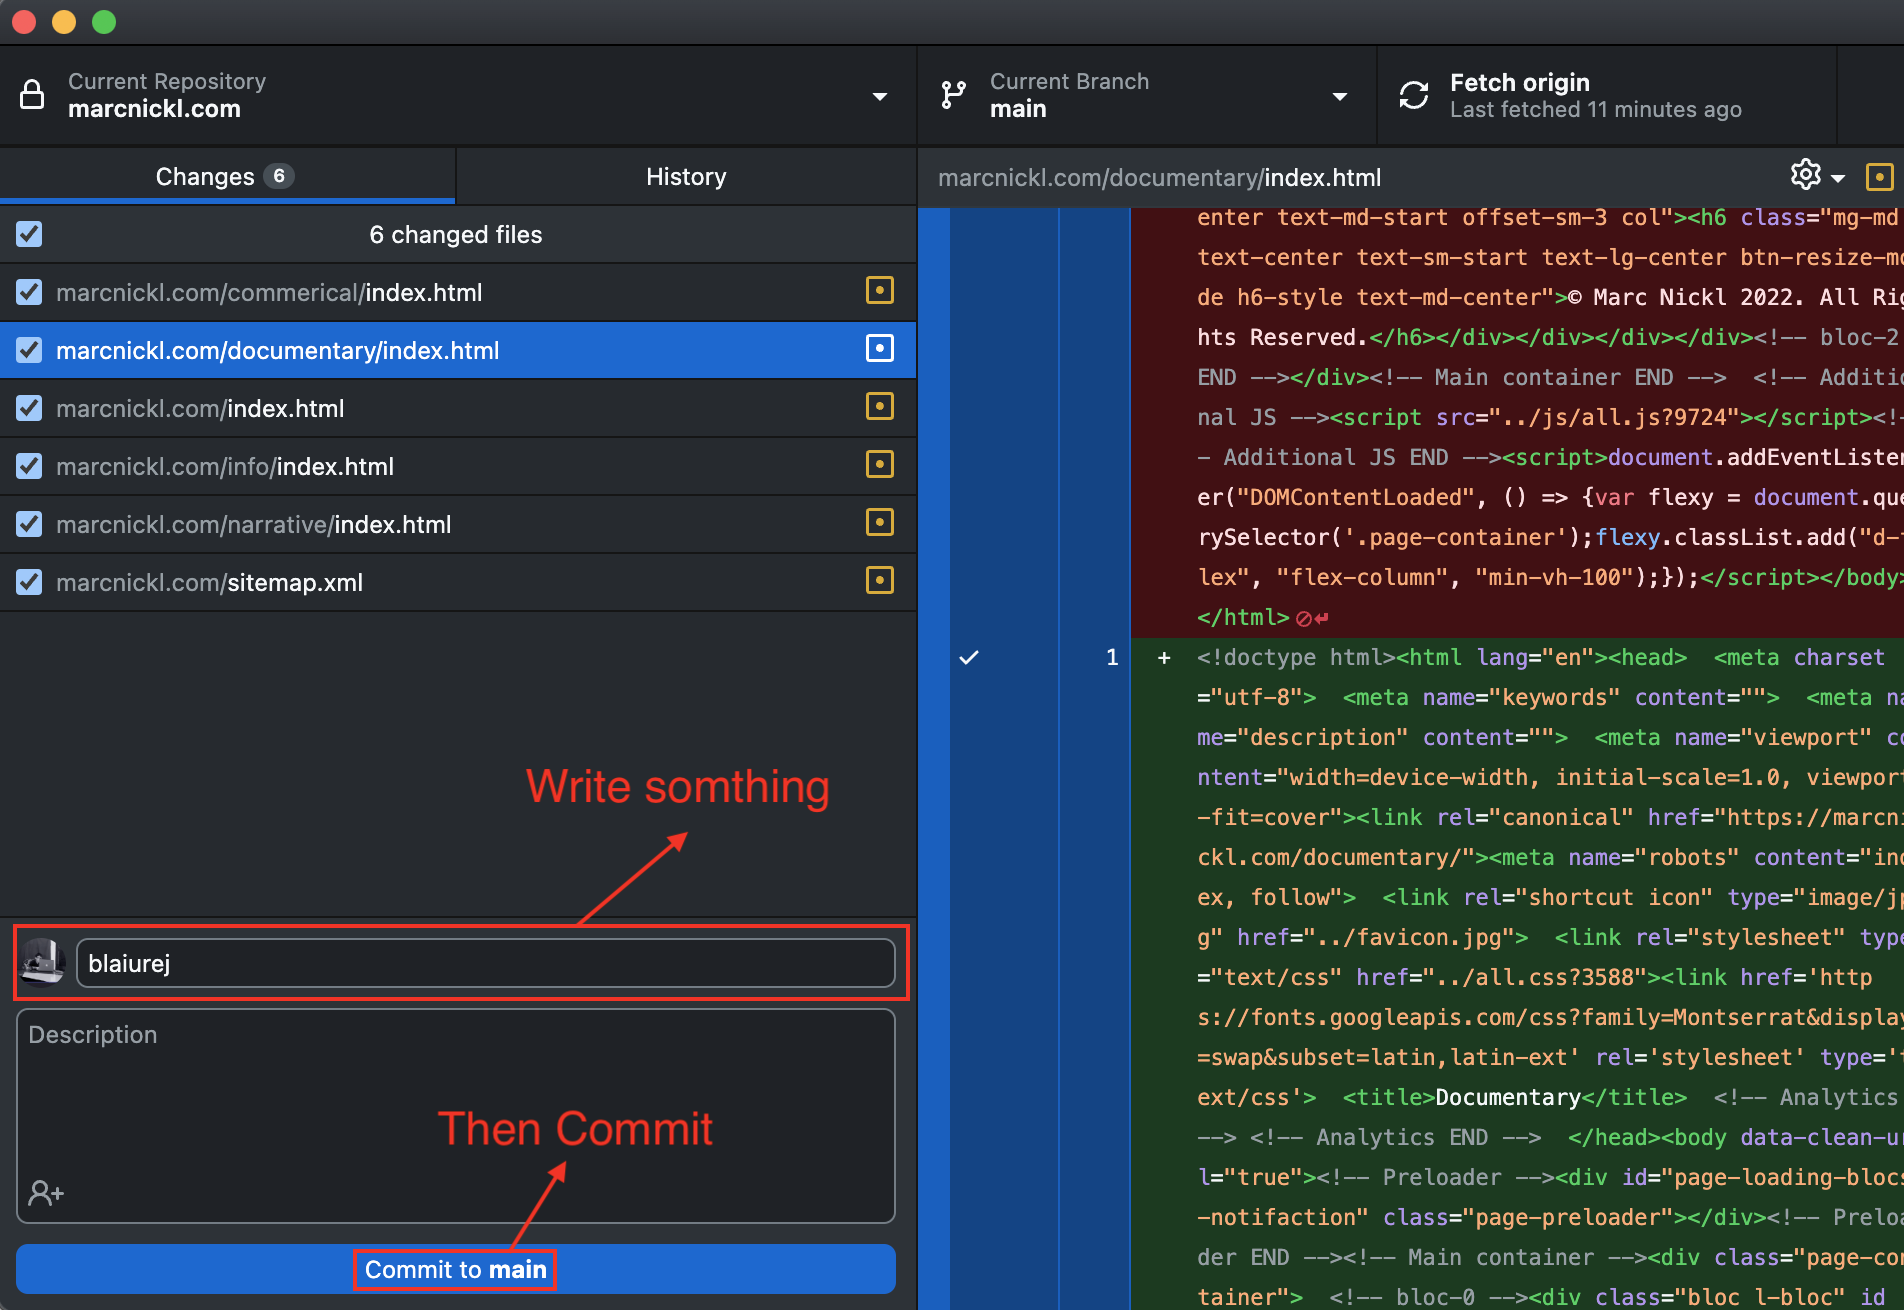 Current Repository
marcnickl.com
Current Branch
main
Fetch origin
Last fetched 11 minutes ago
Changes 6
History
6 changed files
marcnickl.com/commerical/index.html
marcnickl.com/documentary/index.html
marcnickl.com/index.html
marcnickl.com/info/index.html
marcnickl.com/narrative/index.html
marcnickl.com/sitemap.xml
Write somthing
blaiurej
Description
Then Commit
Commit to main
marcnickl.com/documentary/index.html
enter text-md-start offset-sm-3 col"><h6 class="mg-md
text-center text-sm-start text-lg-center btn-resize-mo
de h6-style text-md-center">© Marc Nickl 2022. All Rig
hts Reserved.</h6></div></div></div></div><!-- bloc-2
END --></div><!-- Main container END -->  <!-- Additio
nal JS --><script src="../js/all.js?9724"></script><!-
- Additional JS END --><script>document.addEventListen
er("DOMContentLoaded", () => {var flexy = document.que
rySelector('.page-container');flexy.classList.add("d-f
lex", "flex-column", "min-vh-100");});</script></body>
</html>
1 + <!doctype html><html lang="en"><head>  <meta charset
="utf-8">  <meta name="keywords" content="">  <meta na
me="description" content="">  <meta name="viewport" co
ntent="width=device-width, initial-scale=1.0, viewport
-fit=cover"><link rel="canonical" href="https://marcni
ckl.com/documentary/"><meta name="robots" content="ind
ex, follow">  <link rel="shortcut icon" type="image/jp
g" href="../favicon.jpg">  <link rel="stylesheet" type
="text/css" href="../all.css?3588"><link href='http
s://fonts.googleapis.com/css?family=Montserrat&display
=swap&subset=latin,latin-ext' rel='stylesheet' type='t
ext/css'>  <title>Documentary</title>  <!-- Analytics
--> <!-- Analytics END -->  </head><body data-clean-ur
l="true"><!-- Preloader --><div id="page-loading-blocs
-notifaction" class="page-preloader"></div><!-- Preloa
der END --><!-- Main container --><div class="page-con
tainer">  <!-- bloc-0 --><div class="bloc l-bloc" id